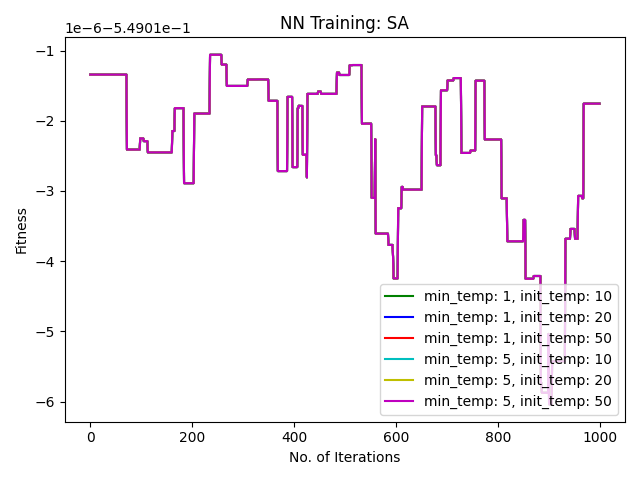 NN Training: SA
1e−6−5.4901e−1
−1
−2
−3
−4
−5
−6
Fitness
min_temp: 1, init_temp: 10
min_temp: 1, init_temp: 20
min_temp: 1, init_temp: 50
min_temp: 5, init_temp: 10
min_temp: 5, init_temp: 20
min_temp: 5, init_temp: 50
0 200 400 600 800 1000
No. of Iterations